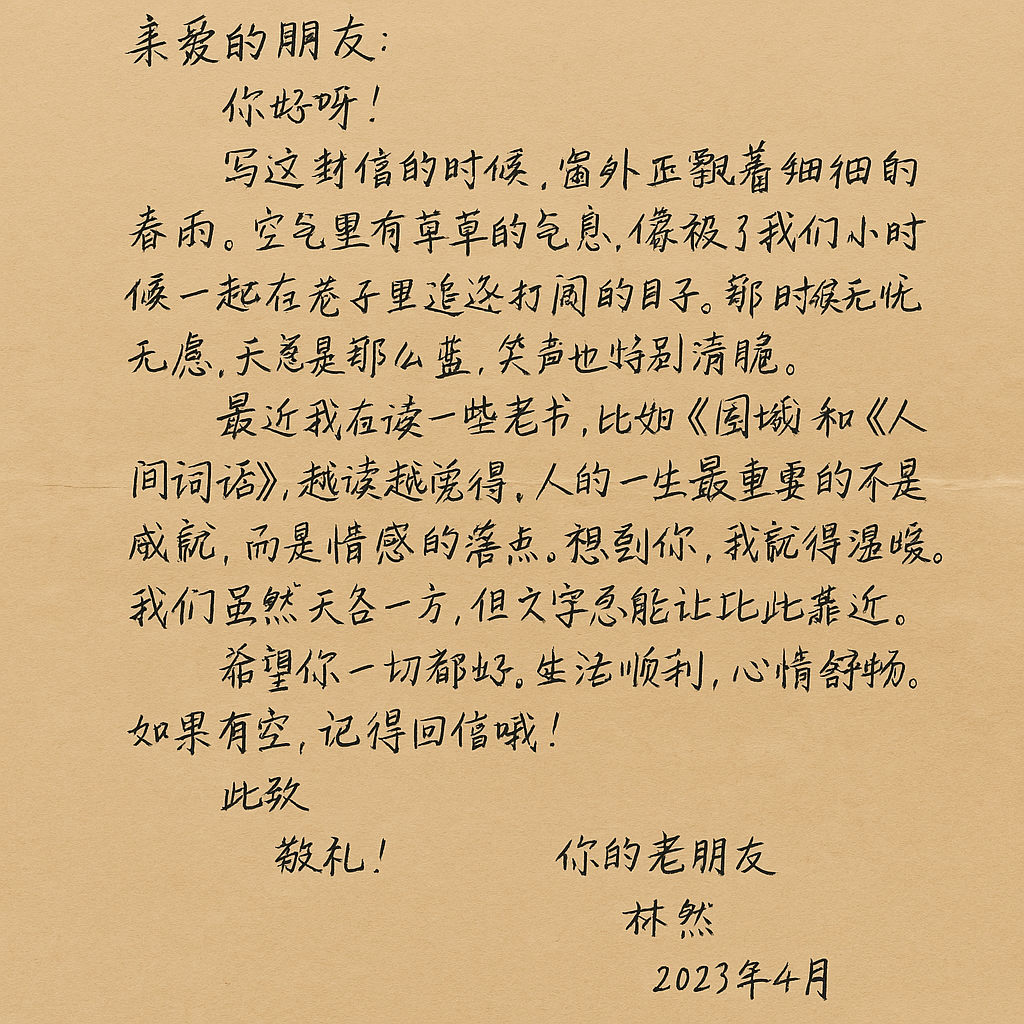 亲爱的朋友：
你好呀！
写这封信的时候，窗外正飘着细细的
春雨。空气里有草草的气息，像极了我们小时
候一起在巷子里追逐打闹的日子。那时候无忧
无虑，天总是那么蓝，笑声也特别清脆。
最近我在读一些老书，比如《围城》和《人
间词话》，越读越觉得，人的一生最重要的不是
成就，而是情感的落点。想到你，我就得温暖。
我们虽然天各一方，但文字总能让比此靠近。
希望你一切都好。生活顺利，心情舒畅。
如果有空，记得回信哦！
此致
敬礼！
你的老朋友
林然
2023年4月